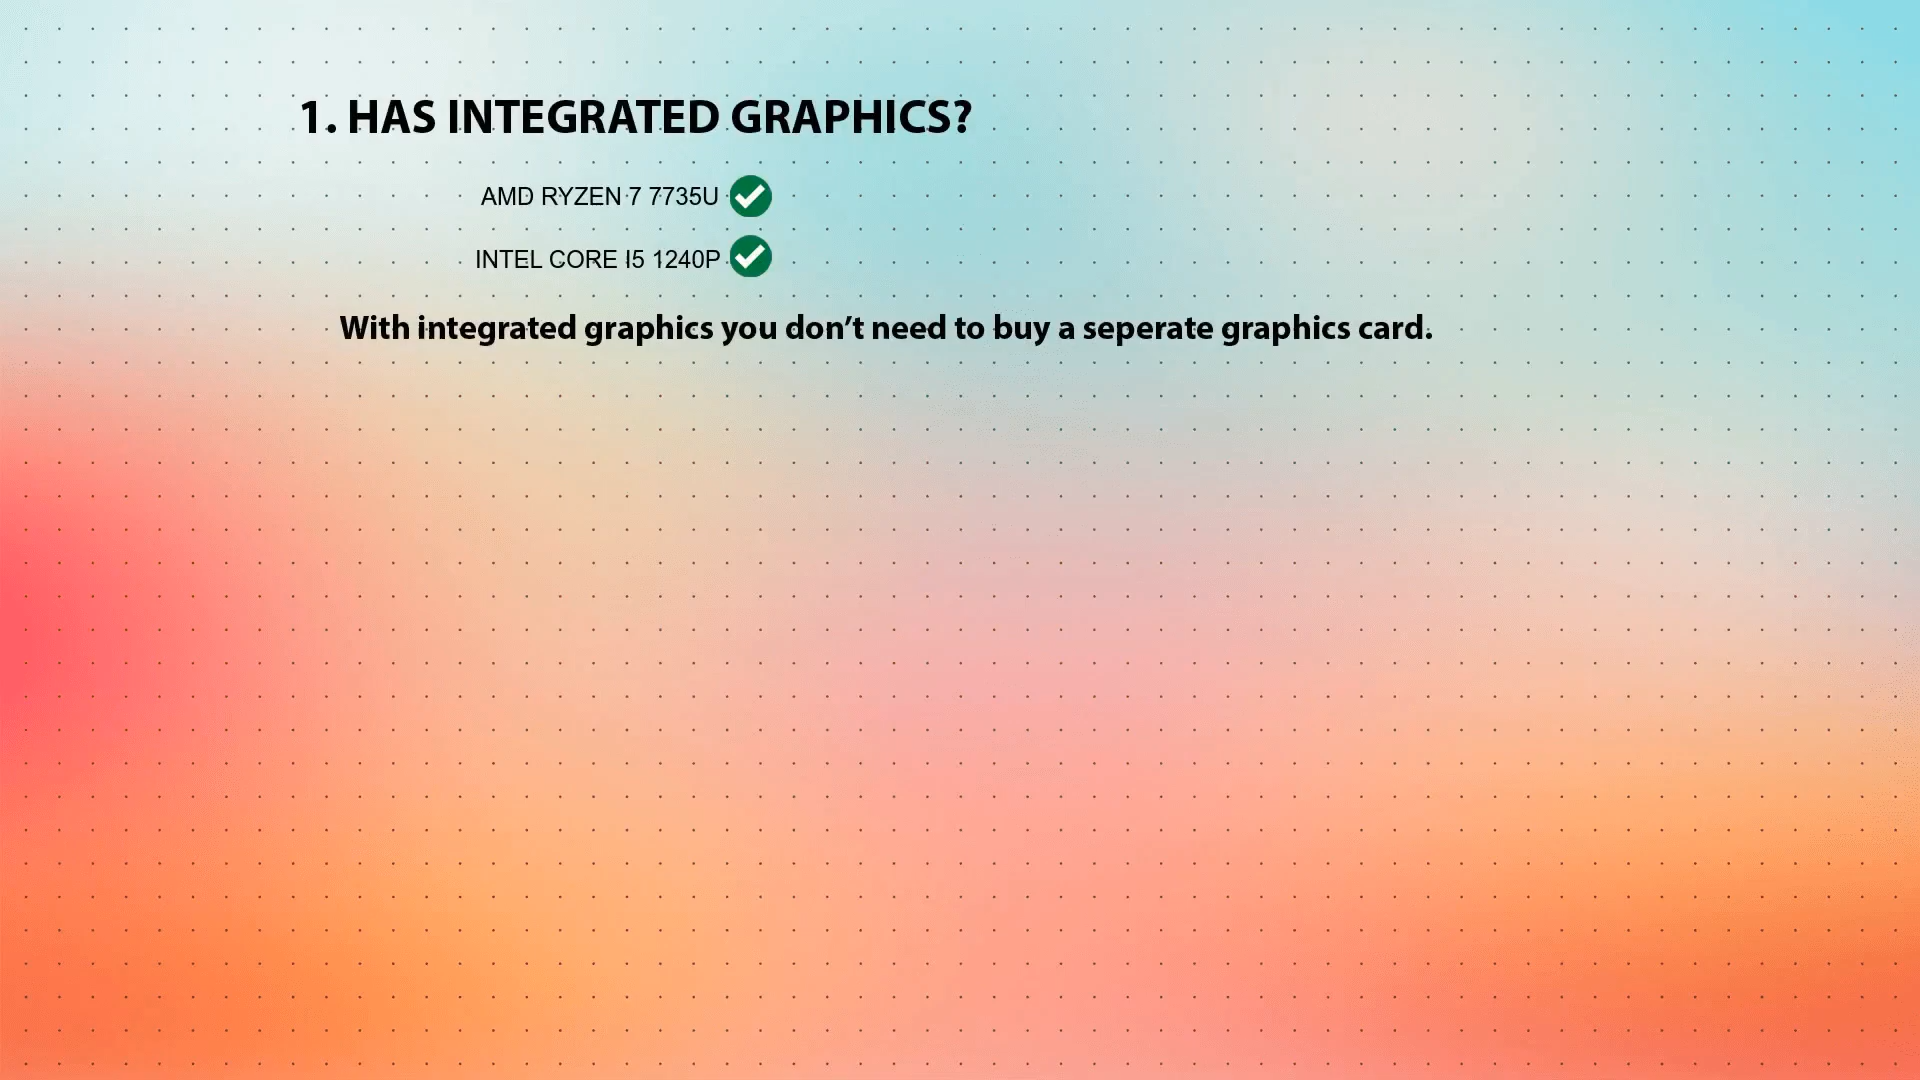 1. HAS INTEGRATED GRAPHICS?
AMD RYZEN 7 7735U
INTEL CORE I5 1240P
With integrated graphics you don’t need to buy a seperate graphics card.